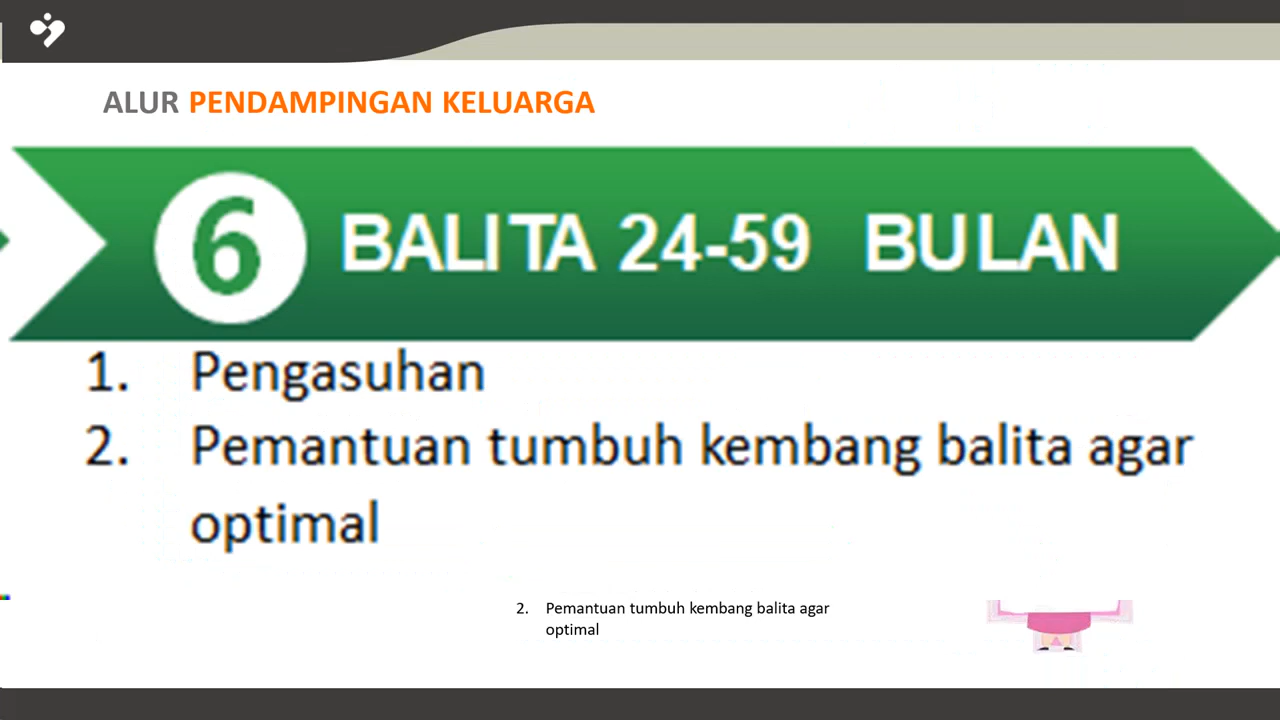 ALUR PENDAMPINGAN KELUARGA
6 BALITA 24-59 BULAN
1. Pengasuhan
2. Pemantuan tumbuh kembang balita agar
optimal
2. Pemantuan tumbuh kembang balita agar
optimal